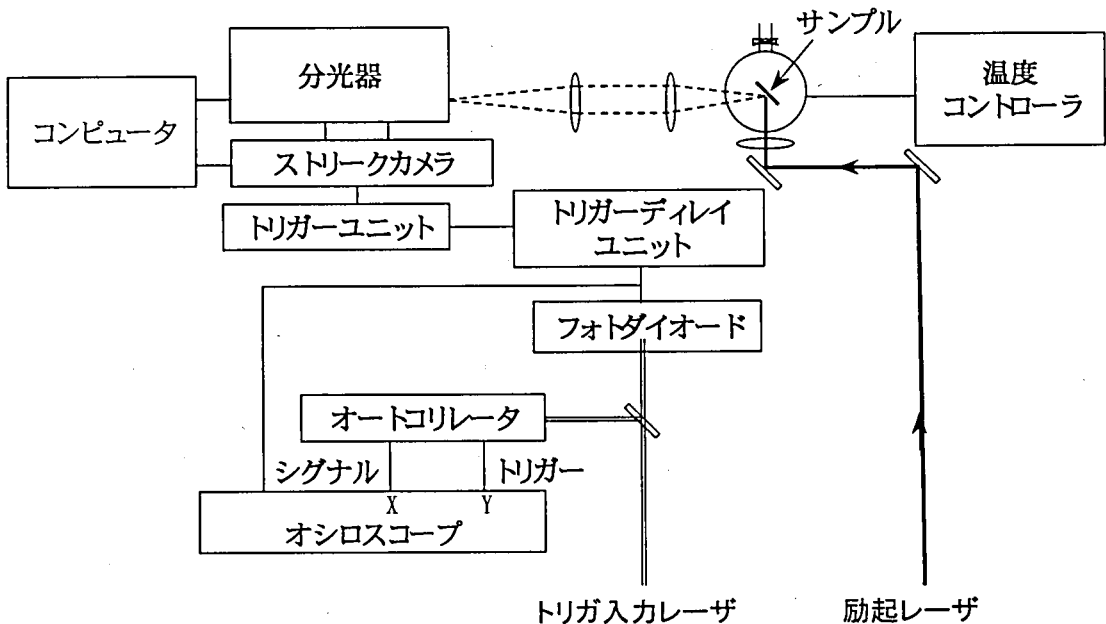 サンプル
分光器
温度
コントローラ
コンピュータ
ストリークカメラ
トリガーユニット
トリガーディレイ
ユニット
フォトダイオード
オートコリレータ
シグナル
トリガー
X
Y
オシロスコープ
トリガ入力レーザ
励起レーザ